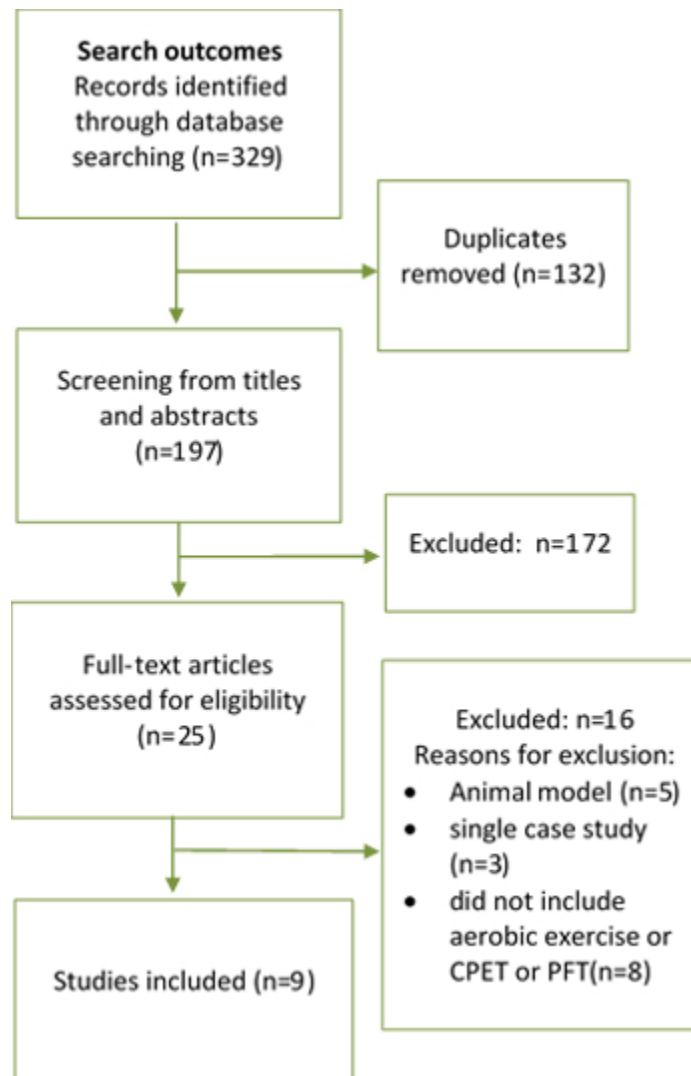 Search outcomes
Records identified
through database
searching (n=329)
Duplicates
removed (n=132)
Screening from titles
and abstracts
(n=197)
Excluded: n=172
Full-text articles
assessed for eligibility
(n=25)
Excluded: n=16
Reasons for exclusion:
• Animal model (n=5)
• single case study
(n=3)
• did not include
aerobic exercise or
CPET or PFT(n=8)
Studies included (n=9)